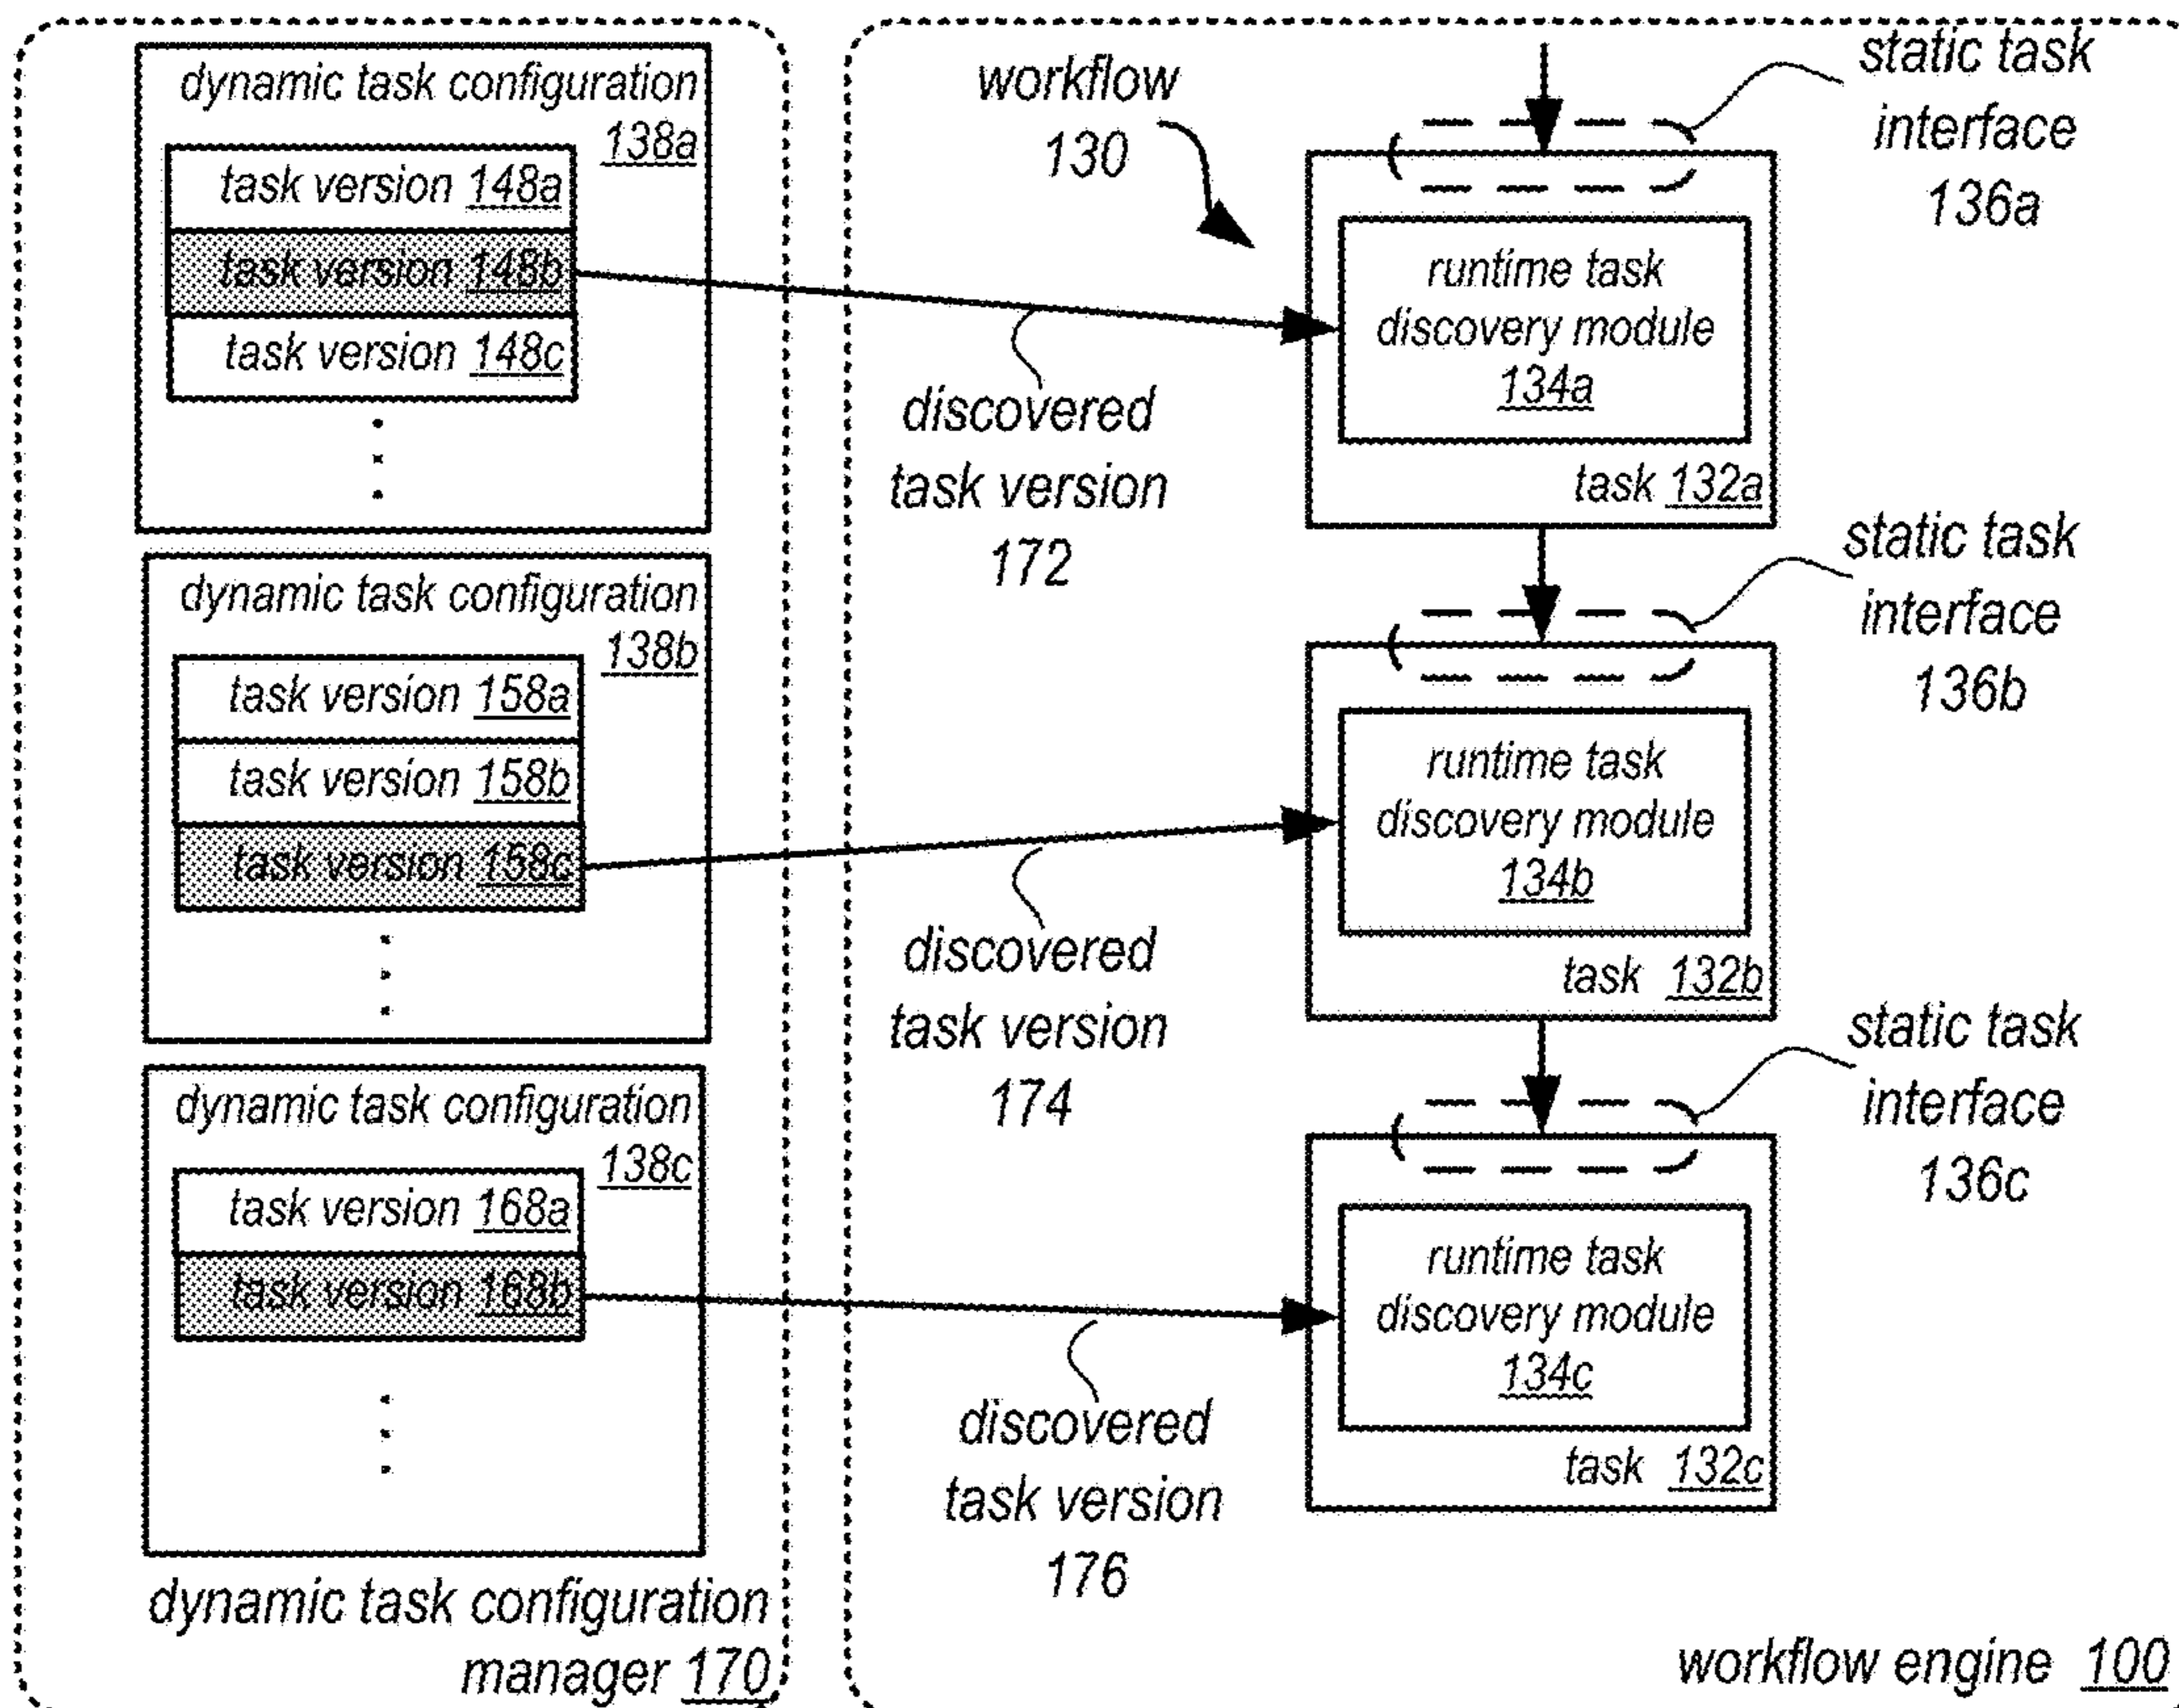 dynamic task configuration
138a
task version 148a
task version 148b
task version 148c
dynamic task configuration
138b
task version 158a
task version 158b
task version 158c
dynamic task configuration
138c
task version 168a
task version 168b
dynamic task configuration
manager 170
workflow
130
discovered
task version
172
discovered
task version
174
discovered
task version
176
static task
interface
136a
runtime task
discovery module
134a
task 132a
static task
interface
136b
runtime task
discovery module
134b
task 132b
static task
interface
136c
runtime task
discovery module
134c
task 132c
workflow engine 100